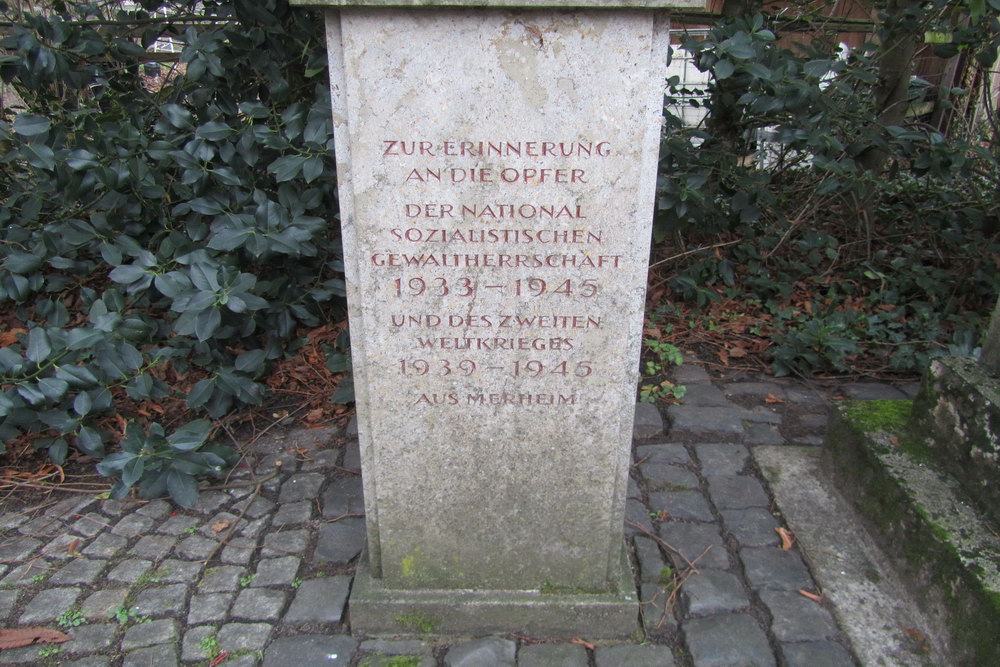 ZUR ERINNERUNG
AN DIE OPFER
DER NATIONAL
SOZIALISTISCHEN
GEWALTHERRSCHAFT
1933 – 1945
UND DES ZWEITEN
WELTKRIEGES
1939 – 1945
AUS MERHEIM